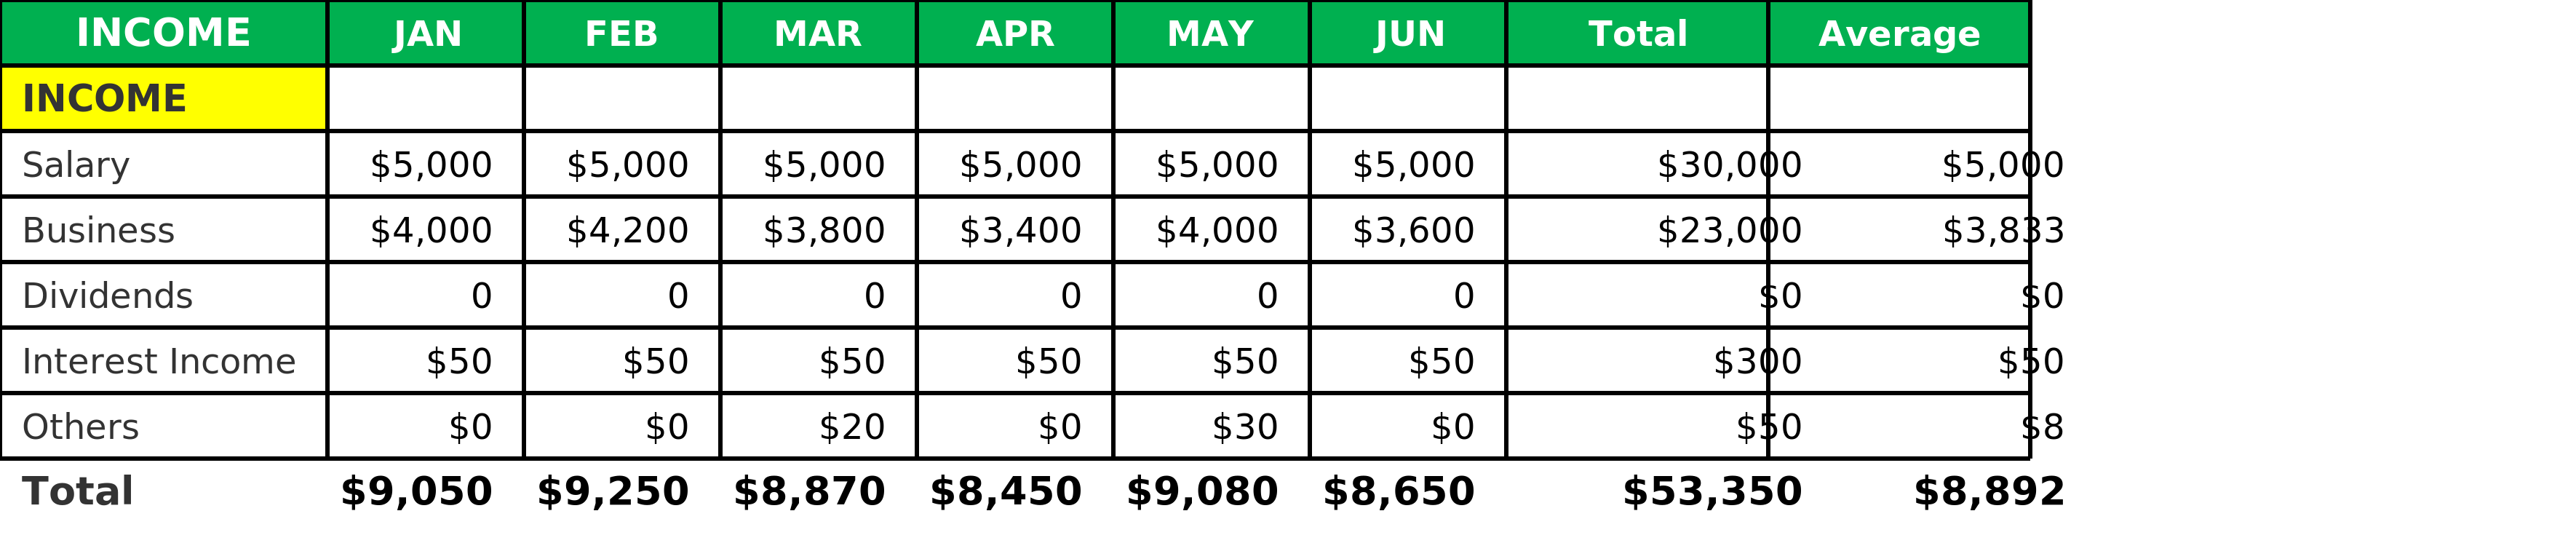 INCOME JAN FEB MAR APR MAY JUN Total Average
INCOME
Salary $5,000 $5,000 $5,000 $5,000 $5,000 $5,000 $30,000 $5,000
Business $4,000 $4,200 $3,800 $3,400 $4,000 $3,600 $23,000 $3,833
Dividends 0 0 0 0 0 0 $0 $0
Interest Income $50 $50 $50 $50 $50 $50 $300 $50
Others $0 $0 $20 $0 $30 $0 $50 $8
Total $9,050 $9,250 $8,870 $8,450 $9,080 $8,650 $53,350 $8,892